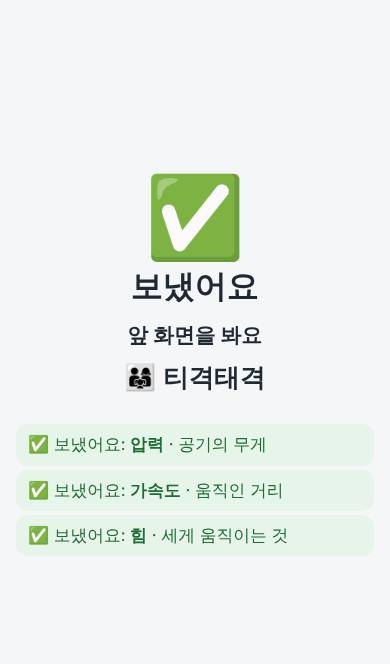 보냈어요
앞 화면을 봐요
👨‍👩‍👧 티격태격
✅ 보냈어요: 압력 · 공기의 무게
✅ 보냈어요: 가속도 · 움직인 거리
✅ 보냈어요: 힘 · 세게 움직이는 것